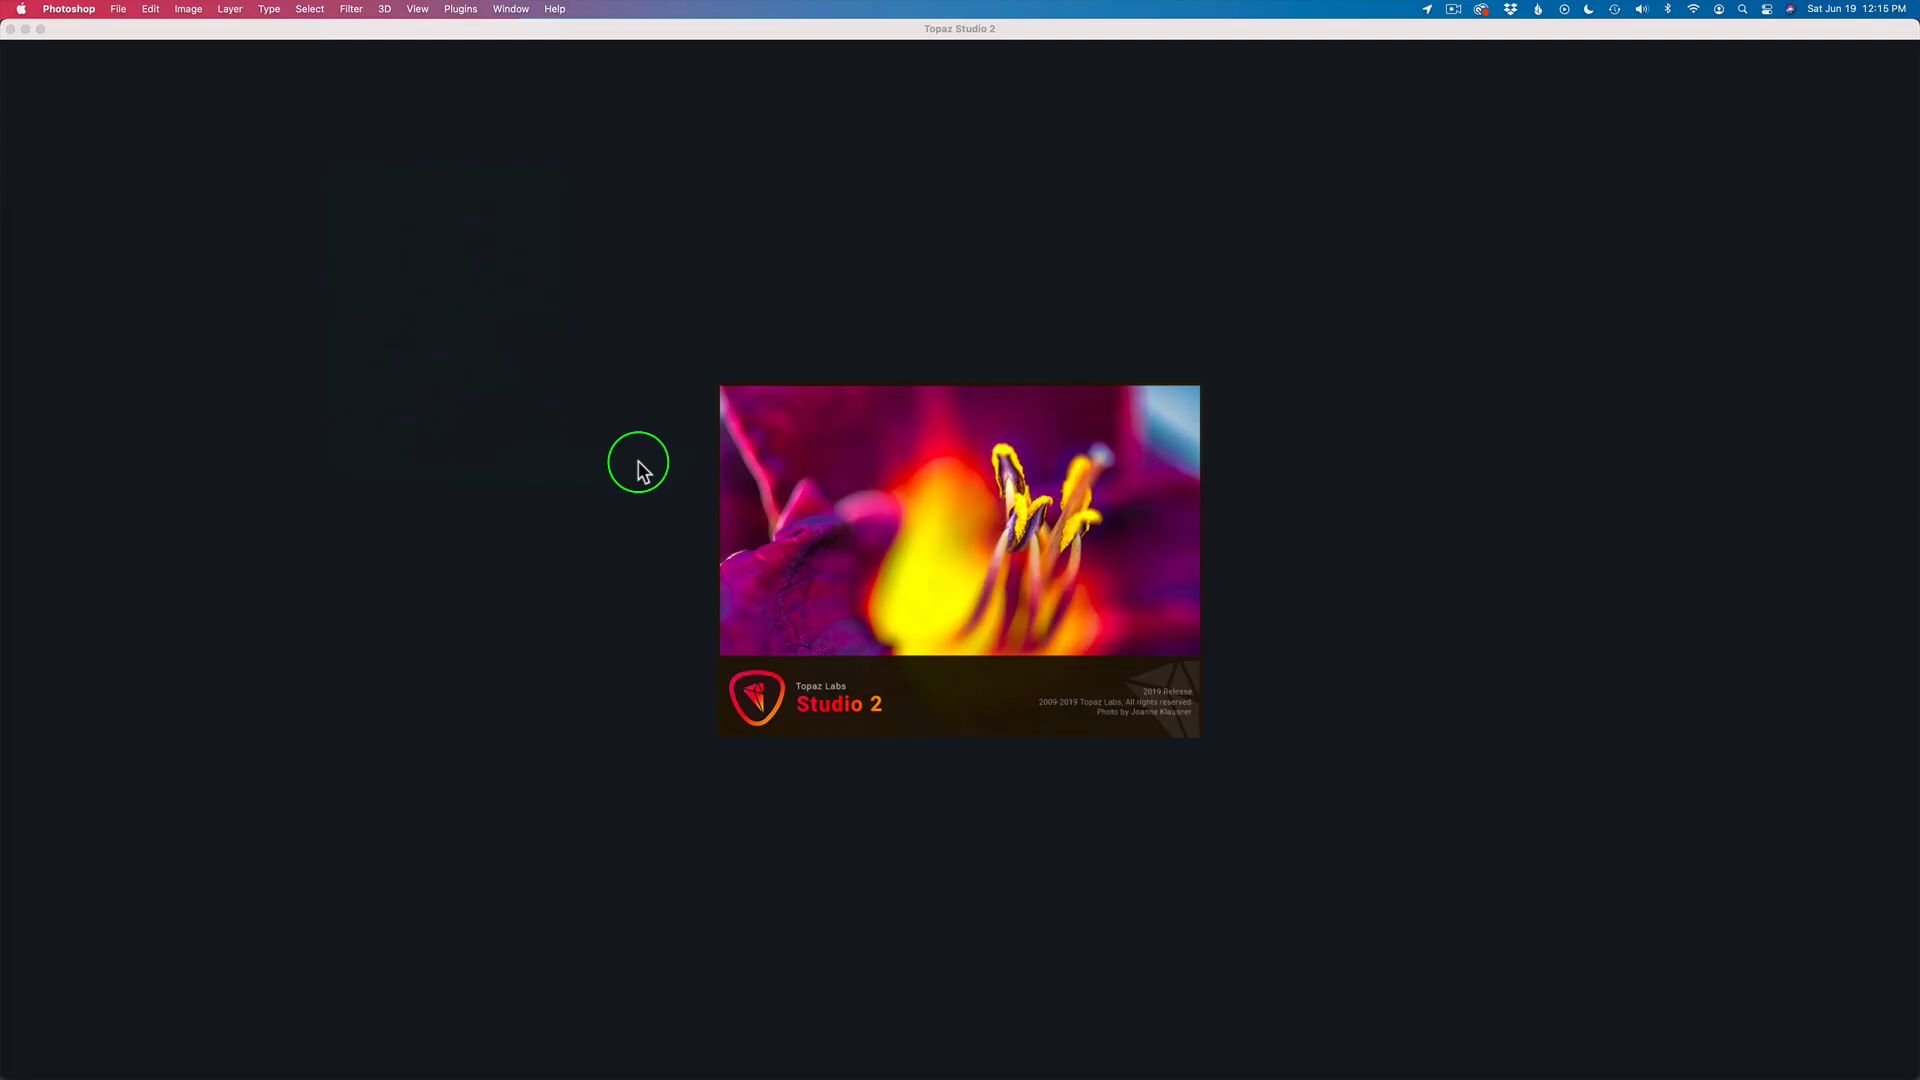 Photoshop File Edit Image Layer Type Select Filter 3D View Plugins Window Help Sat Jun 19 12:15 PM
Topaz Studio 2
Topaz Labs
Studio 2
2019 Release
2009-2019 Topaz Labs, All rights reserved
Photo by Joanne Klausner